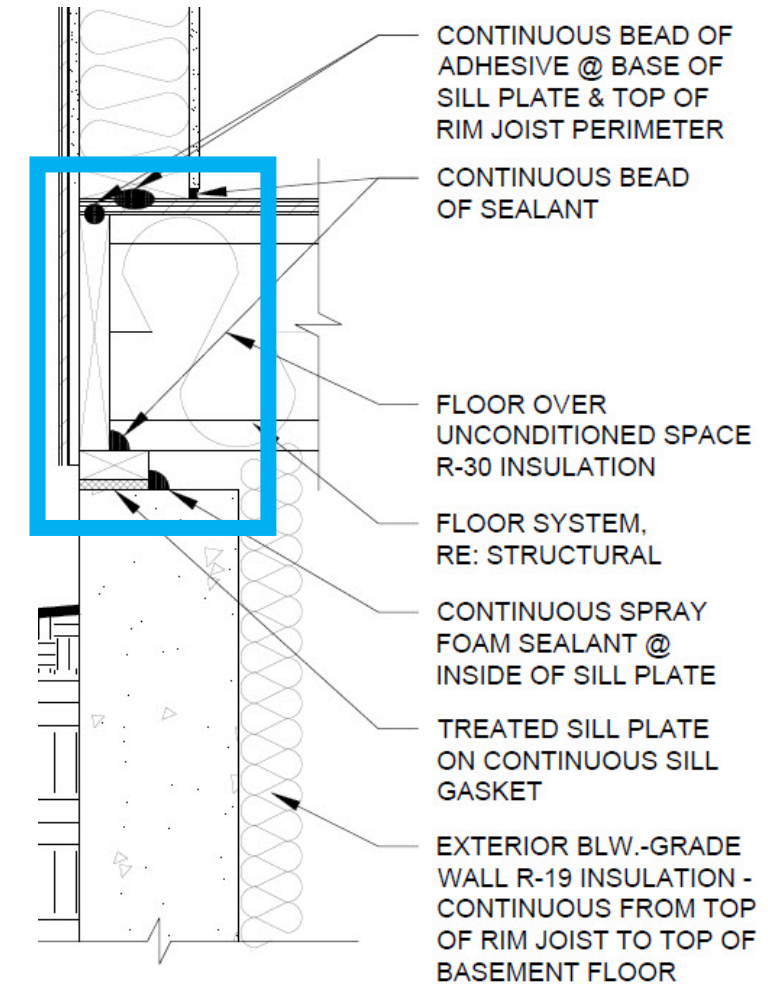 CONTINUOUS BEAD OF
ADHESIVE @ BASE OF
SILL PLATE & TOP OF
RIM JOIST PERIMETER
CONTINUOUS BEAD
OF SEALANT
FLOOR OVER
UNCONDITIONED SPACE
R-30 INSULATION
FLOOR SYSTEM,
RE: STRUCTURAL
CONTINUOUS SPRAY
FOAM SEALANT @
INSIDE OF SILL PLATE
TREATED SILL PLATE
ON CONTINUOUS SILL
GASKET
EXTERIOR BLW.-GRADE
WALL R-19 INSULATION -
CONTINUOUS FROM TOP
OF RIM JOIST TO TOP OF
BASEMENT FLOOR